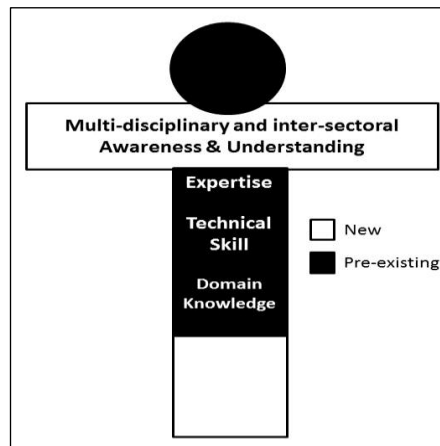 Multi-disciplinary and inter-sectoral
Awareness & Understanding
Expertise
Technical
Skill
Domain
Knowledge
New
Pre-existing